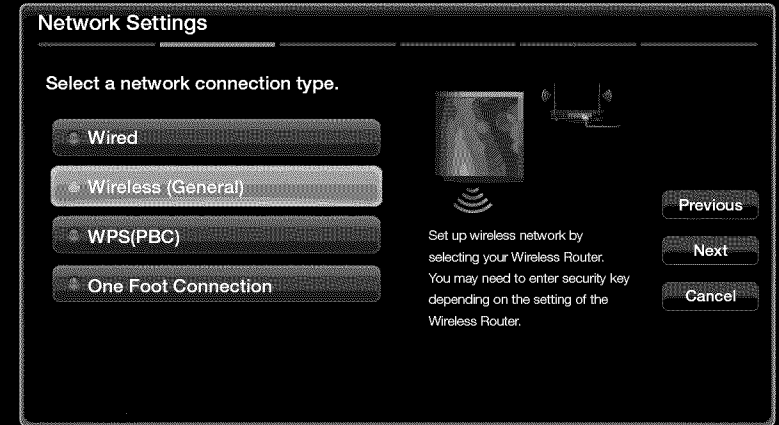 Network Settings
Select a network connection type.
Wired
Wireless (General)
WPS(PBC)
One Foot Connection
Set up wireless network by
selecting your Wireless Router.
You may need to enter security key
depending on the setting of the
Wireless Router.
Previous
Next
Cancel